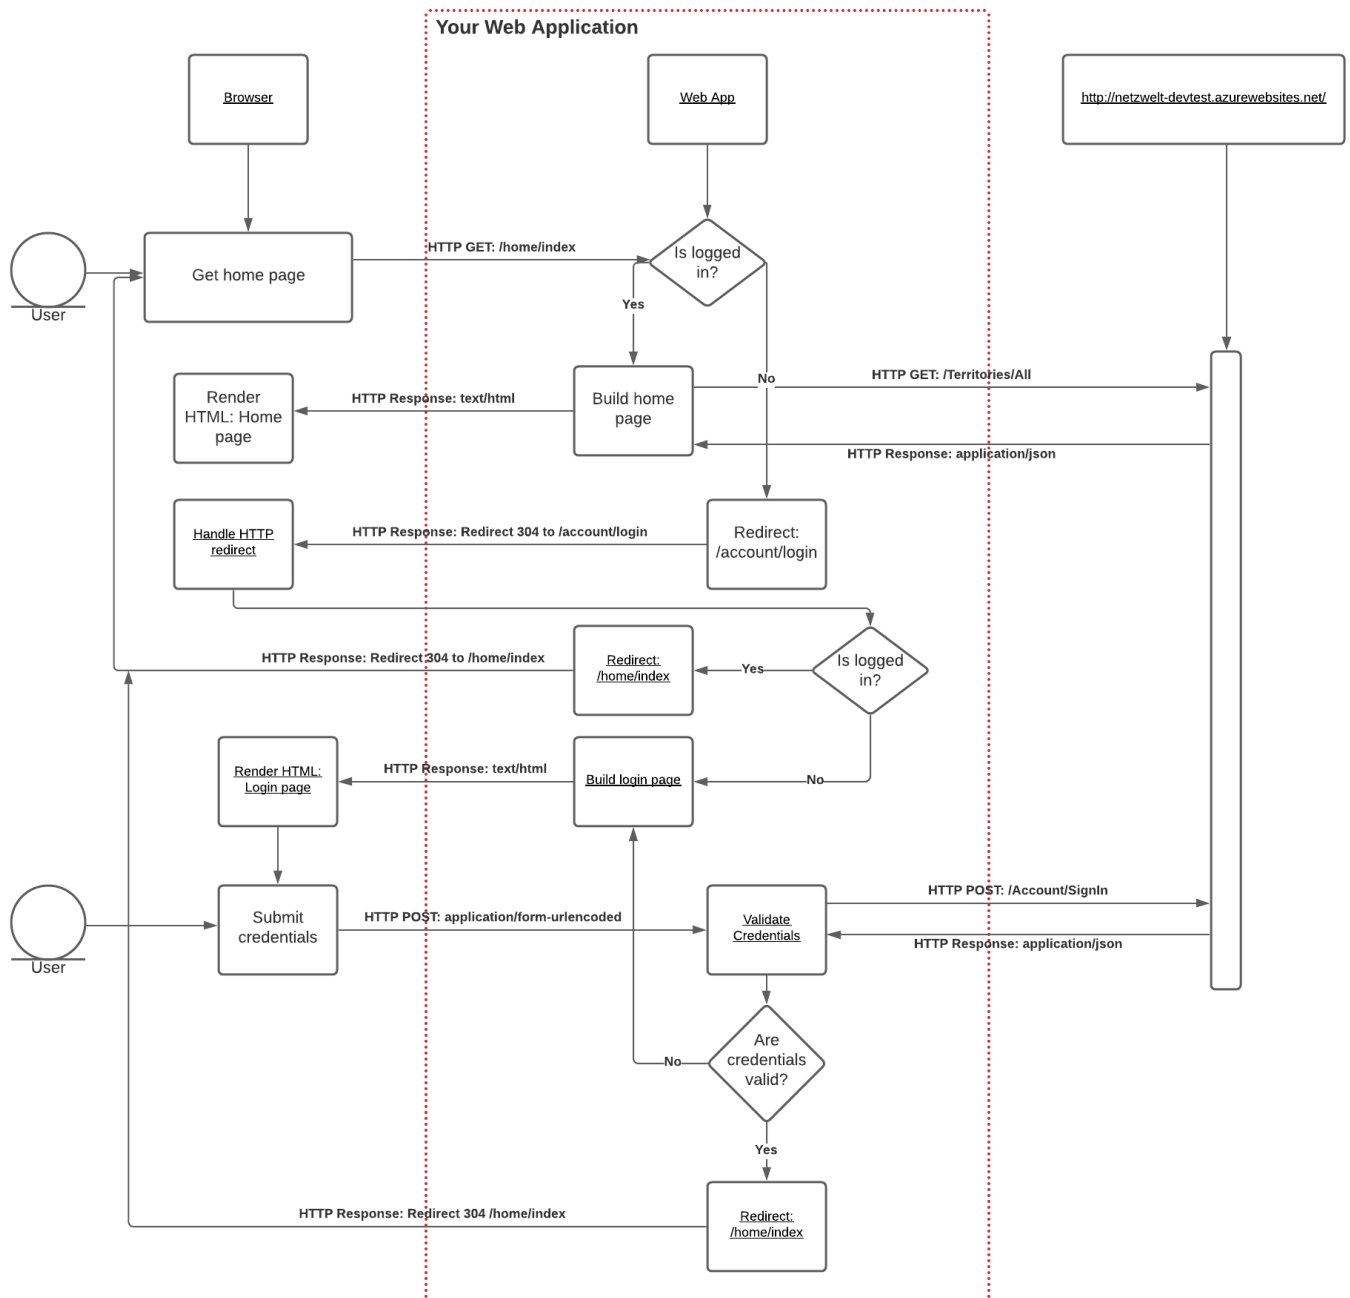 Your Web Application
Browser
Web App
http://netzwelt-devtest.azurewebsites.net/
User
Get home page
HTTP GET: /home/index
Is logged
in?
Yes
No
Render
HTML: Home
page
HTTP Response: text/html
Build home
page
HTTP GET: /Territories/All
HTTP Response: application/json
Handle HTTP
redirect
HTTP Response: Redirect 304 to /account/login
Redirect:
/account/login
HTTP Response: Redirect 304 to /home/index
Redirect:
/home/index
Yes
Is logged
in?
Render HTML:
Login page
HTTP Response: text/html
Build login page
No
User
Submit
credentials
HTTP POST: application/form-urlencoded
Validate
Credentials
HTTP POST: /Account/SignIn
HTTP Response: application/json
No
Are
credentials
valid?
Yes
HTTP Response: Redirect 304 /home/index
Redirect:
/home/index